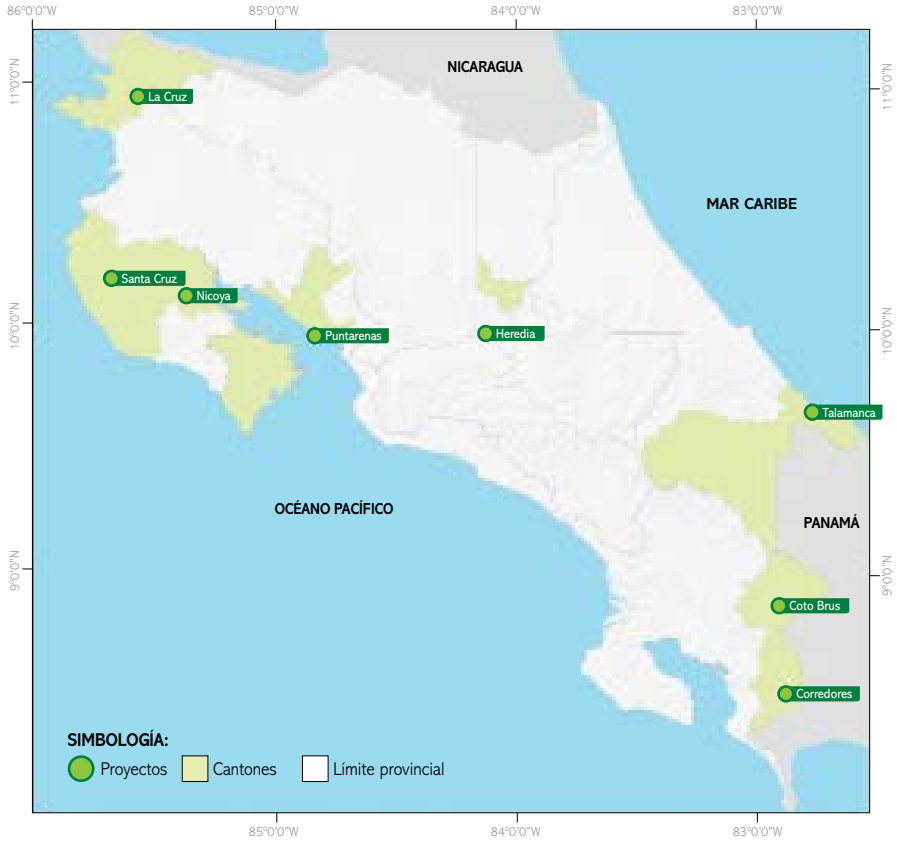 86°0'0"W
85°0'0"W
84°0'0"W
83°0'0"W
11°0'0"N
11°0'0"N
NICARAGUA
La Cruz
MAR CARIBE
Santa Cruz
Nicoya
10°0'0"N
10°0'0"N
Puntarenas
Heredia
Talamanca
OCÉANO PACÍFICO
PANAMÁ
9°0'0"N
9°0'0"N
Coto Brus
Corredores
SIMBOLOGÍA:
Proyectos Cantones Límite provincial
86°0'0"W
85°0'0"W
84°0'0"W
83°0'0"W